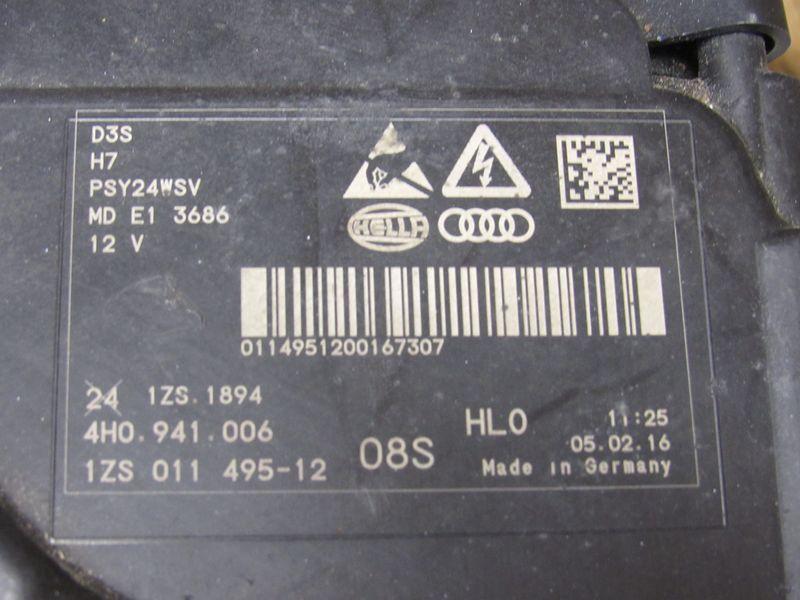 D3S
H7
PSY24WSV
MD E1 3686
12 V
HELLA
0114951200167307
24 1ZS.1894
4H0.941.006
1ZS 011 495-12
08S
HL0
11:25
05.02.16
Made in Germany